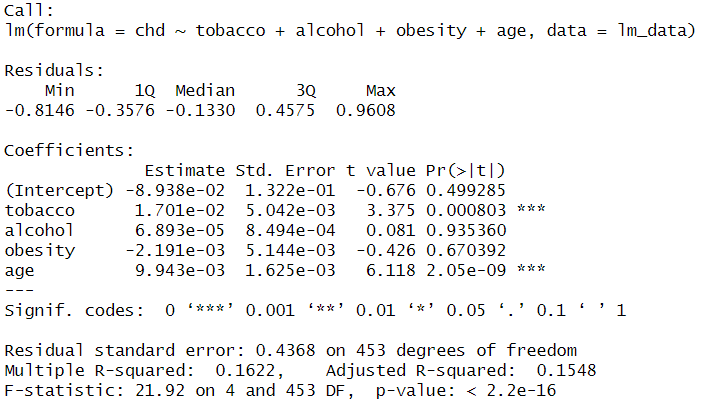 Call:
lm(formula = chd ~ tobacco + alcohol + obesity + age, data = lm_data)
Residuals:
Min 1Q Median 3Q Max
-0.8146 -0.3576 -0.1330 0.4575 0.9608
Coefficients:
Estimate Std. Error t value Pr(>|t|)
(Intercept) -8.938e-02 1.322e-01 -0.676 0.499285
tobacco 1.701e-02 5.042e-03 3.375 0.000803 ***
alcohol 6.893e-05 8.494e-04 0.081 0.935360
obesity -2.191e-03 5.144e-03 -0.426 0.670392
age 9.943e-03 1.625e-03 6.118 2.05e-09 ***
---
Signif. codes: 0 ‘***’ 0.001 ‘**’ 0.01 ‘*’ 0.05 ‘.’ 0.1 ‘ ’ 1
Residual standard error: 0.4368 on 453 degrees of freedom
Multiple R-squared: 0.1622, Adjusted R-squared: 0.1548
F-statistic: 21.92 on 4 and 453 DF, p-value: < 2.2e-16